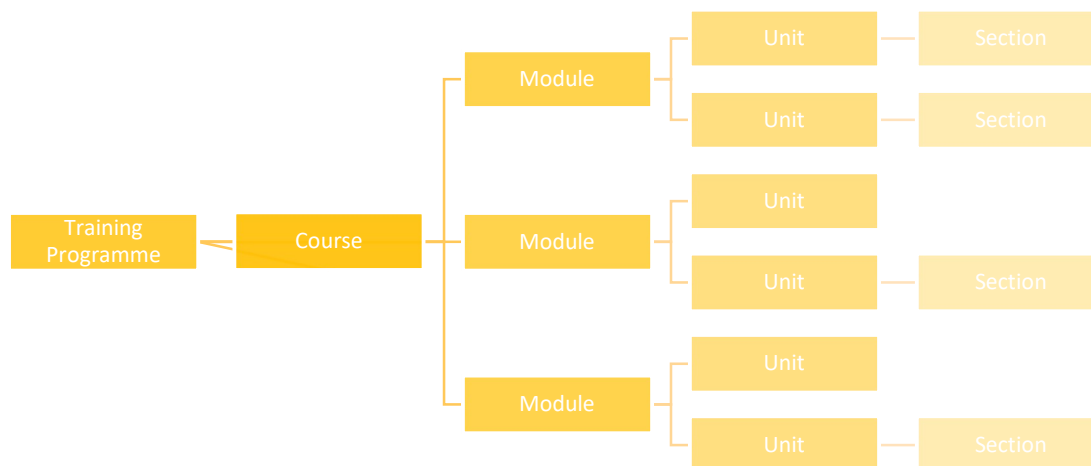 Unit
Section
Module
Unit
Section
Unit
Training
Programme
Course
Module
Unit
Section
Unit
Module
Unit
Section